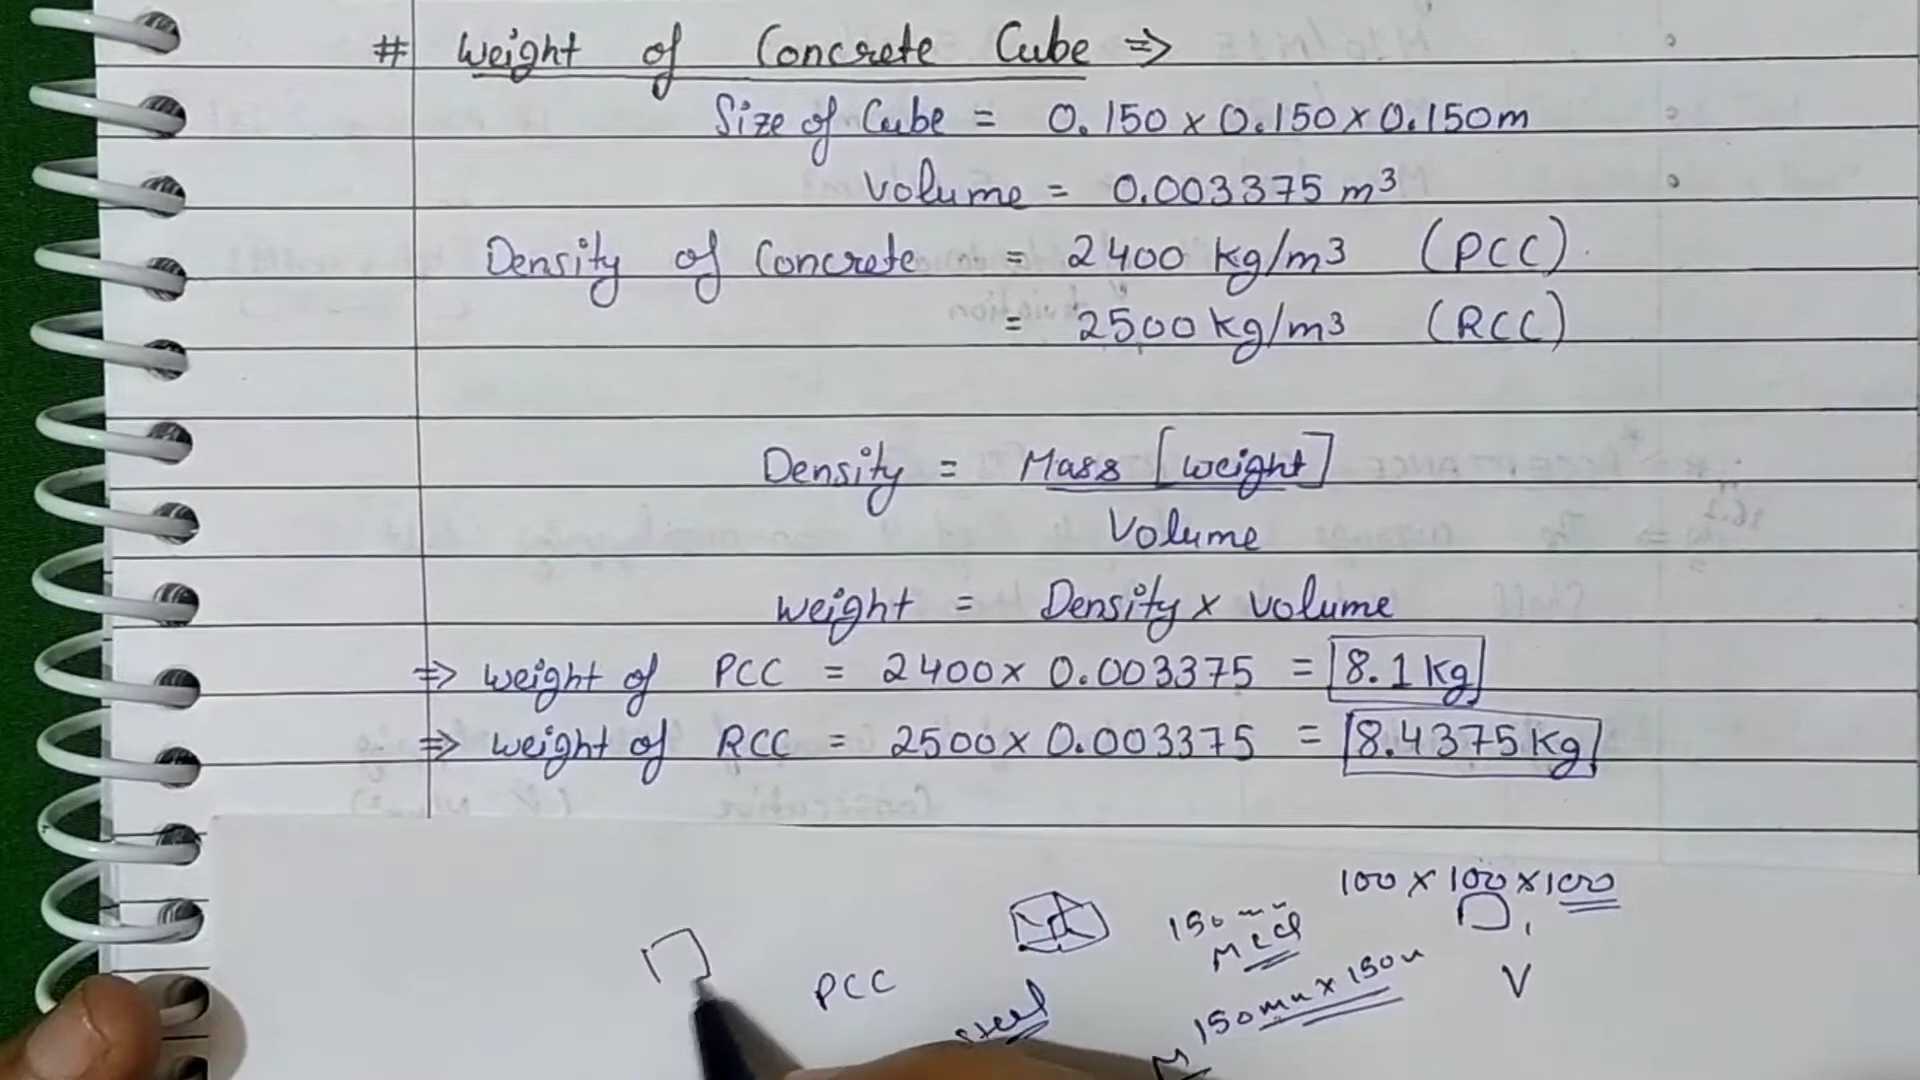 # Weight of Concrete Cube ⇒
Size of Cube = 0.150 x 0.150 x 0.150m
Volume = 0.003375 m³
Density of Concrete = 2400 kg/m³ (PCC)
= 2500 kg/m³ (RCC)
Density = Mass [weight]
Volume
weight = Density x volume
⇒ weight of PCC = 2400 x 0.003375 = 8.1 kg
⇒ weight of RCC = 2500 x 0.003375 = 8.4375 kg
100 x 100 x 100
150
PCC
steel
150mm x 150
V
M